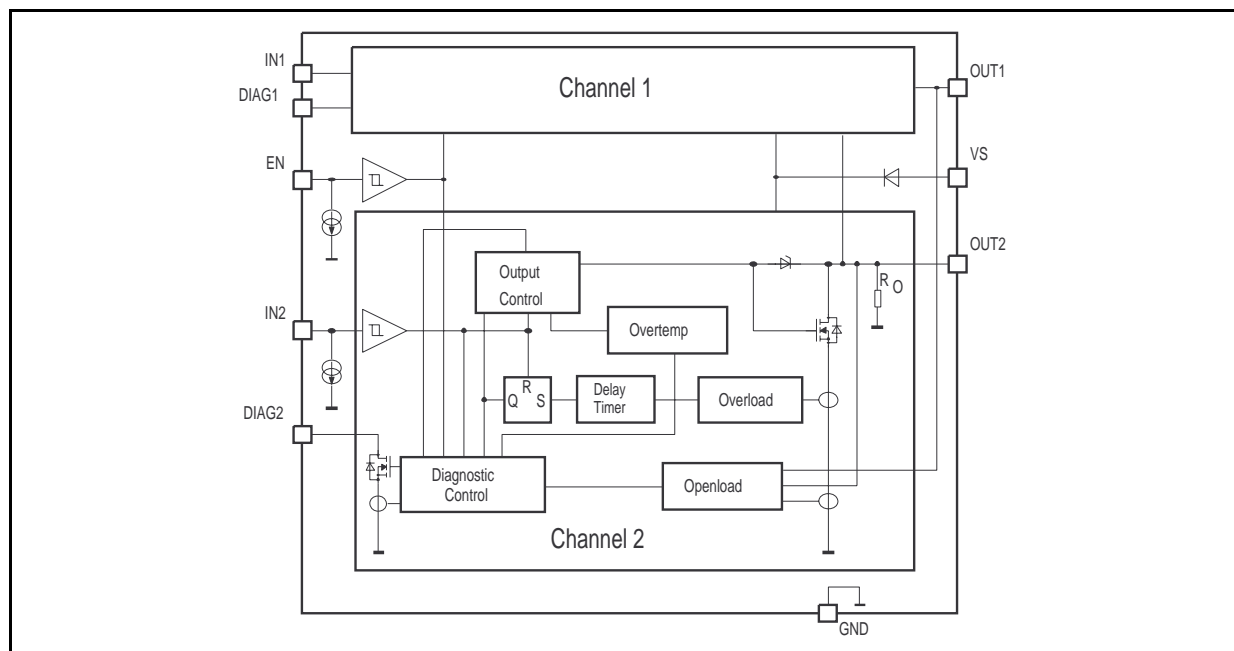 IN1
OUT1
Channel 1
DIAG1
EN
VS
OUT2
Output
Control
R
O
IN2
Overtemp
R
Q
S
Delay
Timer
Overload
DIAG2
Diagnostic
Control
Openload
Channel 2
GND